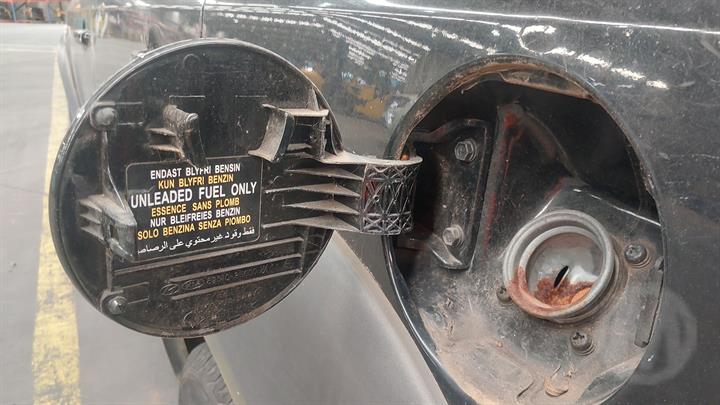 ENDAST BLYFRI BENSIN
KUN BLYFRI BENZIN
UNLEADED FUEL ONLY
ESSENCE SANS PLOMB
NUR BLEIFREIES BENZIN
SOLO BENZINA SENZA PIOMBO
فقط وقود غير محتوي على الرصاص
KIA